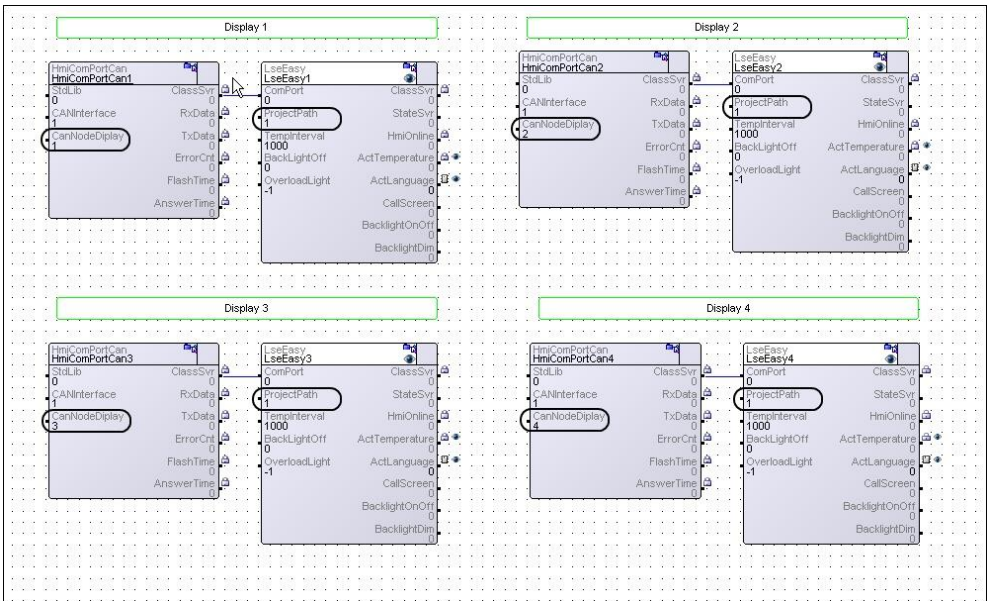 Display 1
HmiComPortCan
HmiComPortCan1
StdLib ClassSvr
0 0
CANInterface RxData
1 0
CanNodeDiplay TxData
1 0
ErrorCnt
0
FlashTime
0
AnswerTime
0
LseEasy
LseEasy1
ComPort ClassSvr
0 0
ProjectPath StateSvr
1 0
TempInterval HmiOnline
1000 0
BackLightOff ActTemperature
0 0
OverloadLight ActLanguage
-1 0
CallScreen
0
BacklightOnOff
0
BacklightDim
0
Display 2
HmiComPortCan
HmiComPortCan2
StdLib ClassSvr
0 0
CANInterface RxData
1 0
CanNodeDiplay TxData
2 0
ErrorCnt
0
FlashTime
0
AnswerTime
0
LseEasy
LseEasy2
ComPort ClassSvr
0 0
ProjectPath StateSvr
1 0
TempInterval HmiOnline
1000 0
BackLightOff ActTemperature
0 0
OverloadLight ActLanguage
-1 0
CallScreen
0
BacklightOnOff
0
BacklightDim
0
Display 3
HmiComPortCan
HmiComPortCan3
StdLib ClassSvr
0 0
CANInterface RxData
1 0
CanNodeDiplay TxData
3 0
ErrorCnt
0
FlashTime
0
AnswerTime
0
LseEasy
LseEasy3
ComPort ClassSvr
0 0
ProjectPath StateSvr
1 0
TempInterval HmiOnline
1000 0
BackLightOff ActTemperature
0 0
OverloadLight ActLanguage
-1 0
CallScreen
0
BacklightOnOff
0
BacklightDim
0
Display 4
HmiComPortCan
HmiComPortCan4
StdLib ClassSvr
0 0
CANInterface RxData
1 0
CanNodeDiplay TxData
4 0
ErrorCnt
0
FlashTime
0
AnswerTime
0
LseEasy
LseEasy4
ComPort ClassSvr
0 0
ProjectPath StateSvr
1 0
TempInterval HmiOnline
1000 0
BackLightOff ActTemperature
0 0
OverloadLight ActLanguage
-1 0
CallScreen
0
BacklightOnOff
0
BacklightDim
0